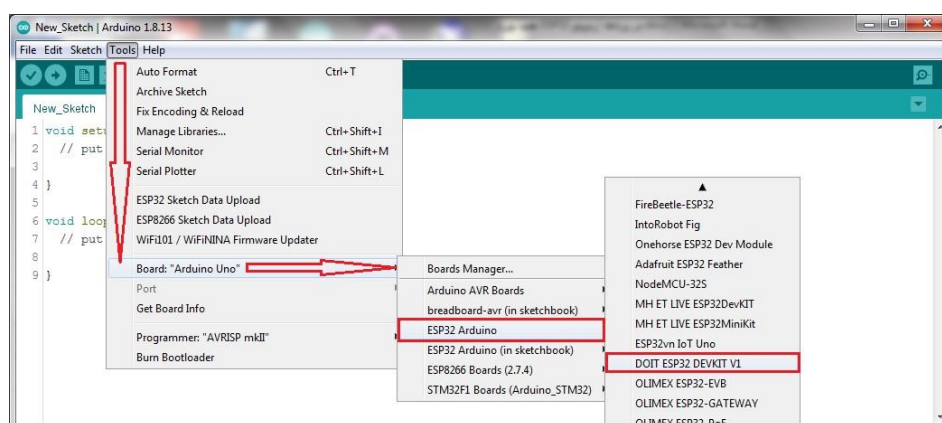 New_Sketch | Arduino 1.8.13
File Edit Sketch Tools Help
New_Sketch
1 void setu
2 // put
3
4 }
5
6 void loop
7 // put
8
9 }
Auto Format Ctrl+T
Archive Sketch
Fix Encoding & Reload
Manage Libraries... Ctrl+Shift+I
Serial Monitor Ctrl+Shift+M
Serial Plotter Ctrl+Shift+L
ESP32 Sketch Data Upload
ESP8266 Sketch Data Upload
WiFi101 / WiFiNINA Firmware Updater
Board: "Arduino Uno"
Port
Get Board Info
Programmer: "AVRISP mkII"
Burn Bootloader
Boards Manager...
Arduino AVR Boards
breadboard-avr (in sketchbook)
ESP32 Arduino
ESP32 Arduino (in sketchbook)
ESP8266 Boards (2.7.4)
STM32F1 Boards (Arduino_STM32)
FireBeetle-ESP32
IntoRobot Fig
Onehorse ESP32 Dev Module
Adafruit ESP32 Feather
NodeMCU-32S
MH ET LIVE ESP32DevKIT
MH ET LIVE ESP32MiniKit
ESP32vn IoT Uno
DOIT ESP32 DEVKIT V1
OLIMEX ESP32-EVB
OLIMEX ESP32-GATEWAY
OLIMEX ESP32-PoE